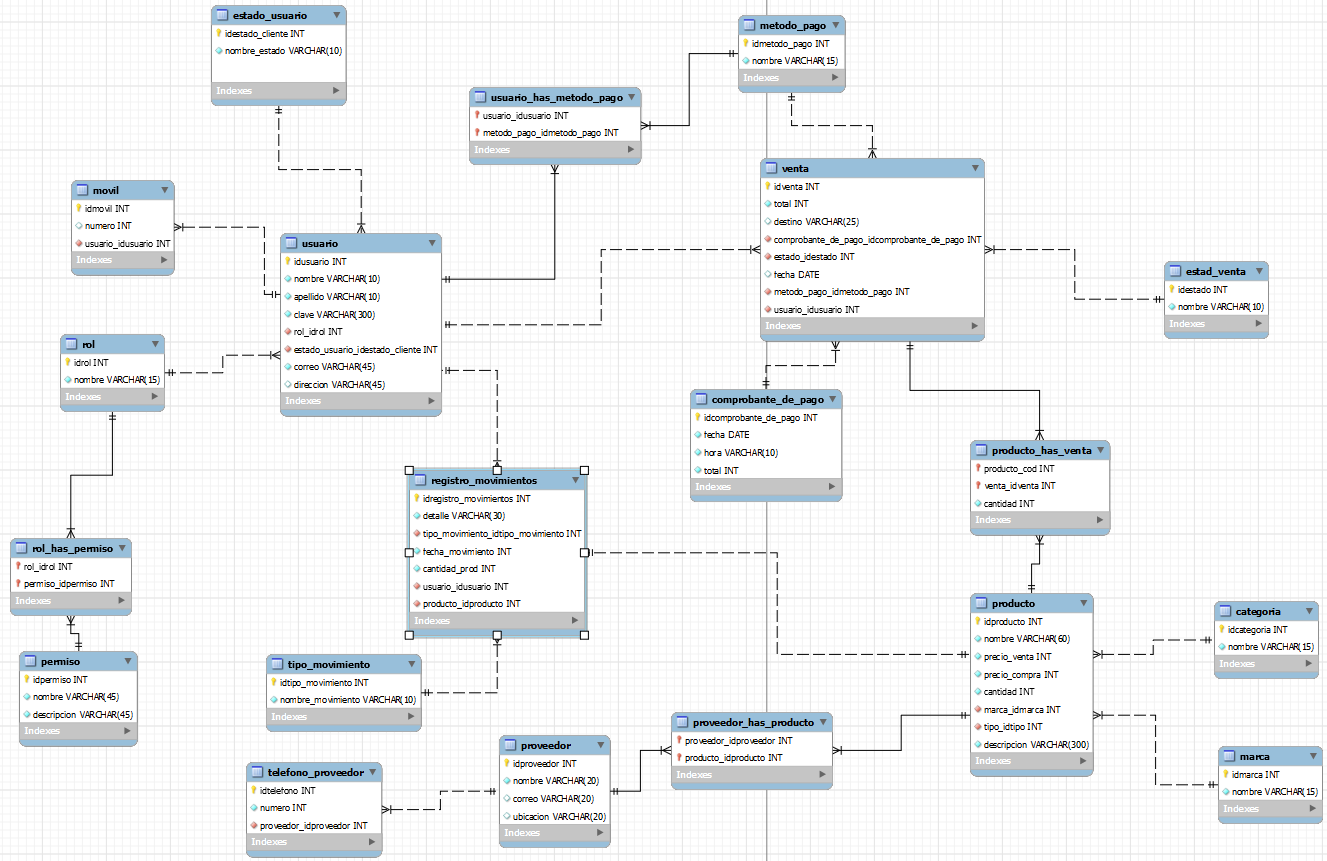 estado_usuario
idestado_cliente INT
nombre_estado VARCHAR(10)
Indexes
metodo_pago
idmetodo_pago INT
nombre VARCHAR(15)
Indexes
usuario_has_metodo_pago
usuario_idusuario INT
metodo_pago_idmetodo_pago INT
Indexes
venta
idventa INT
total INT
destino VARCHAR(25)
comprobante_de_pago_idcomprobante_de_pago INT
estado_idestado INT
fecha DATE
metodo_pago_idmetodo_pago INT
usuario_idusuario INT
Indexes
movil
idmovil INT
numero INT
usuario_idusuario INT
Indexes
usuario
idusuario INT
nombre VARCHAR(10)
apellido VARCHAR(10)
clave VARCHAR(300)
rol_idrol INT
estado_usuario_idestado_cliente INT
correo VARCHAR(45)
direccion VARCHAR(45)
Indexes
estad_venta
idestado INT
nombre VARCHAR(10)
Indexes
rol
idrol INT
nombre VARCHAR(15)
Indexes
comprobante_de_pago
idcomprobante_de_pago INT
fecha DATE
hora VARCHAR(10)
total INT
Indexes
producto_has_venta
producto_cod INT
venta_idventa INT
cantidad INT
Indexes
registro_movimientos
idregistro_movimientos INT
detalle VARCHAR(30)
tipo_movimiento_idtipo_movimiento INT
fecha_movimiento INT
cantidad_prod INT
usuario_idusuario INT
producto_idproducto INT
Indexes
rol_has_permiso
rol_idrol INT
permiso_idpermiso INT
Indexes
producto
idproducto INT
nombre VARCHAR(60)
precio_venta INT
precio_compra INT
cantidad INT
marca_idmarca INT
tipo_idtipo INT
descripcion VARCHAR(300)
Indexes
categoria
idcategoria INT
nombre VARCHAR(15)
Indexes
permiso
idpermiso INT
nombre VARCHAR(45)
descripcion VARCHAR(45)
Indexes
tipo_movimiento
idtipo_movimiento INT
nombre_movimiento VARCHAR(10)
Indexes
proveedor_has_producto
proveedor_idproveedor INT
producto_idproducto INT
Indexes
proveedor
idproveedor INT
nombre VARCHAR(20)
correo VARCHAR(20)
ubicacion VARCHAR(20)
Indexes
marca
idmarca INT
nombre VARCHAR(15)
Indexes
telefono_proveedor
idtelefono INT
numero INT
proveedor_idproveedor INT
Indexes